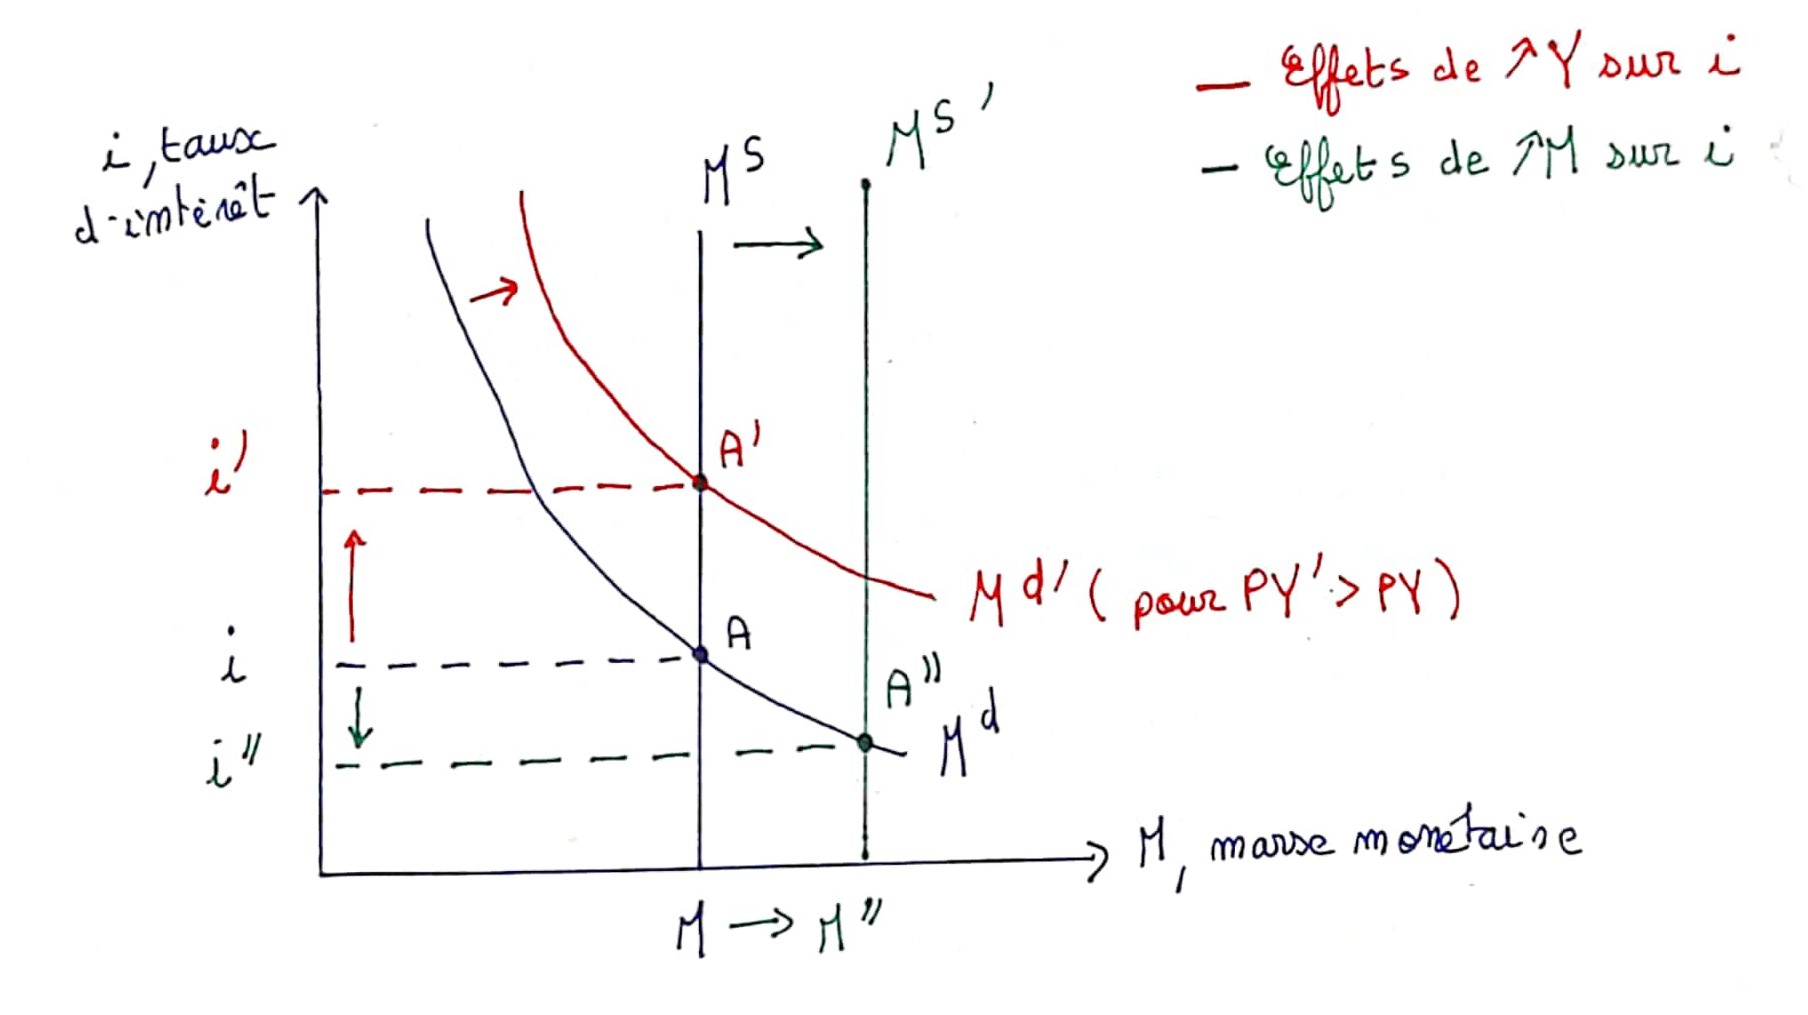 — Effets de ↗Y sur i
— Effets de ↗M sur i
i, taux
d'intérêt
M^S
M^S'
i'
A'
M^d' (pour PY' > PY)
i
A
A''
M^d
i''
M, masse monétaire
M → M''